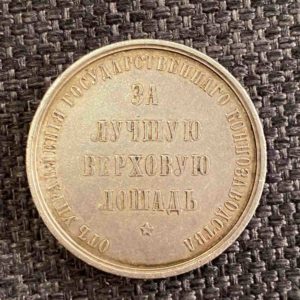 ОТЪ УПРАВЛЕНІЯ ГОСУДАРСТВЕННАГО КОННОЗАВОДСТВА
ЗА
ЛУЧШУЮ
ВЕРХОВУЮ
ЛОШАДЬ